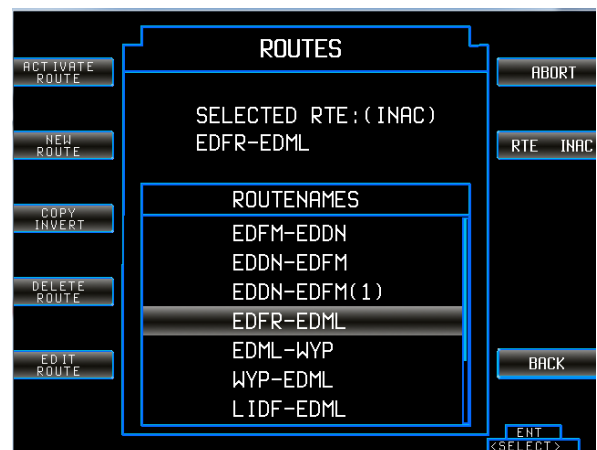 ROUTES
ACTIVATE
ROUTE
ABORT
SELECTED RTE:(INAC)
EDFR-EDML
NEW
ROUTE
RTE INAC
ROUTENAMES
COPY
INVERT
EDFM-EDDN
EDDN-EDFM
EDDN-EDFM(1)
DELETE
ROUTE
EDFR-EDML
EDML-WYP
EDIT
ROUTE
BACK
WYP-EDML
LIDF-EDML
ENT
<SELECT>